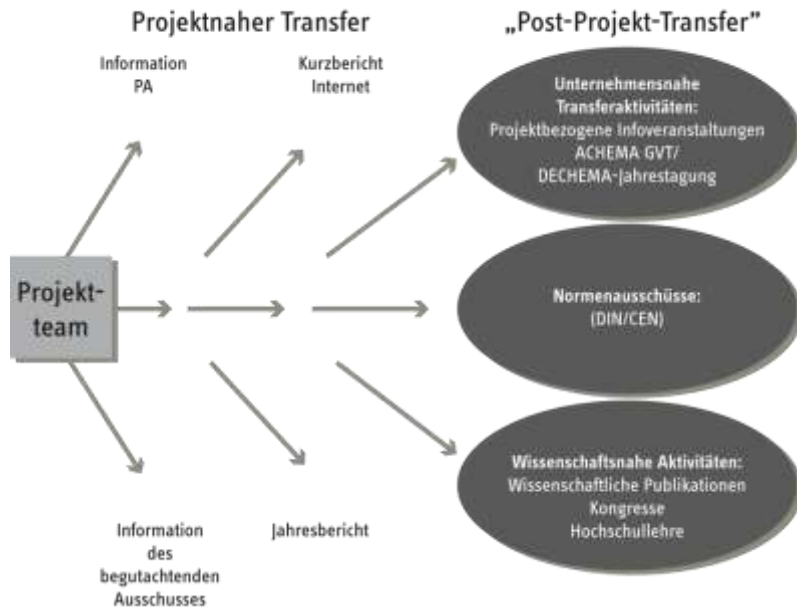 Projektnaher Transfer
„Post-Projekt-Transfer”
Information
PA
Kurzbericht
Internet
Unternehmensnahe
Transferaktivitäten:
Projektbezogene Infoveranstaltungen
ACHEMA GVT/
DECHEMA-Jahrestagung
Projekt-
team
Normenausschüsse:
(DIN/CEN)
Information
des
begutachtenden
Ausschusses
Jahresbericht
Wissenschaftsnahe Aktivitäten:
Wissenschaftliche Publikationen
Kongresse
Hochschullehre